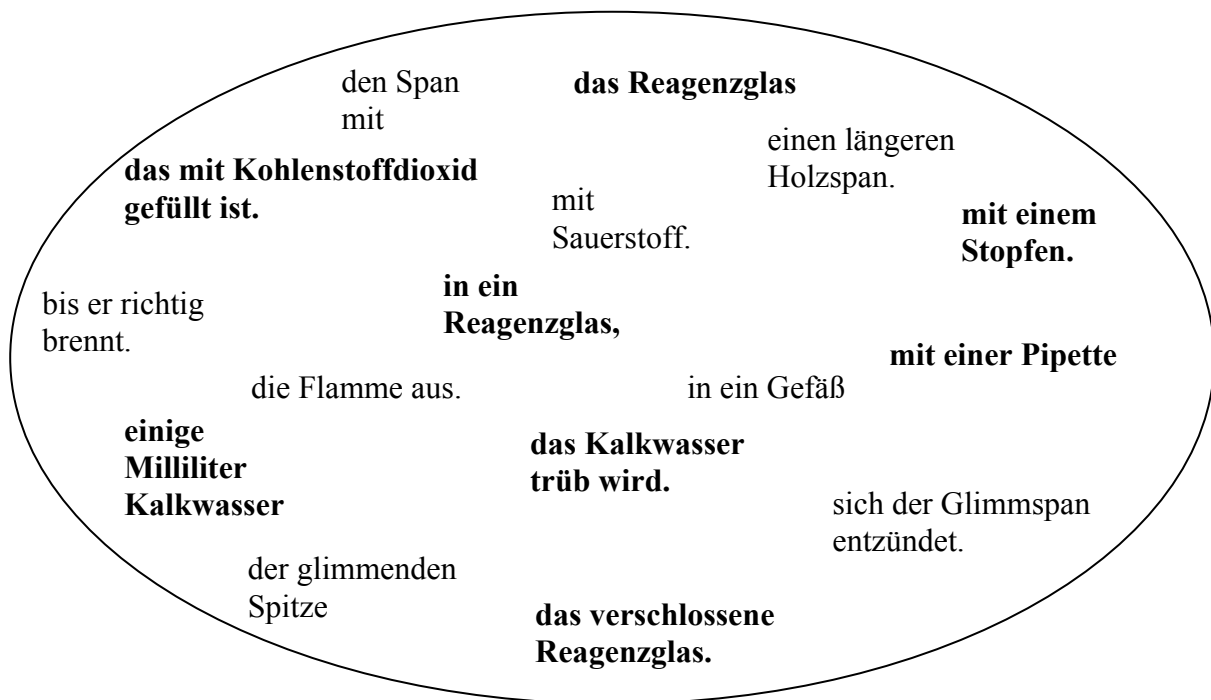 den Span
mit
das Reagenzglas
einen längeren
Holzspan.
das mit Kohlenstoffdioxid
gefüllt ist.
mit
Sauerstoff.
mit einem
Stopfen.
bis er richtig
brennt.
in ein
Reagenzglas,
mit einer Pipette
die Flamme aus.
in ein Gefäß
einige
Milliliter
Kalkwasser
das Kalkwasser
trüb wird.
sich der Glimmspan
entzündet.
der glimmenden
Spitze
das verschlossene
Reagenzglas.